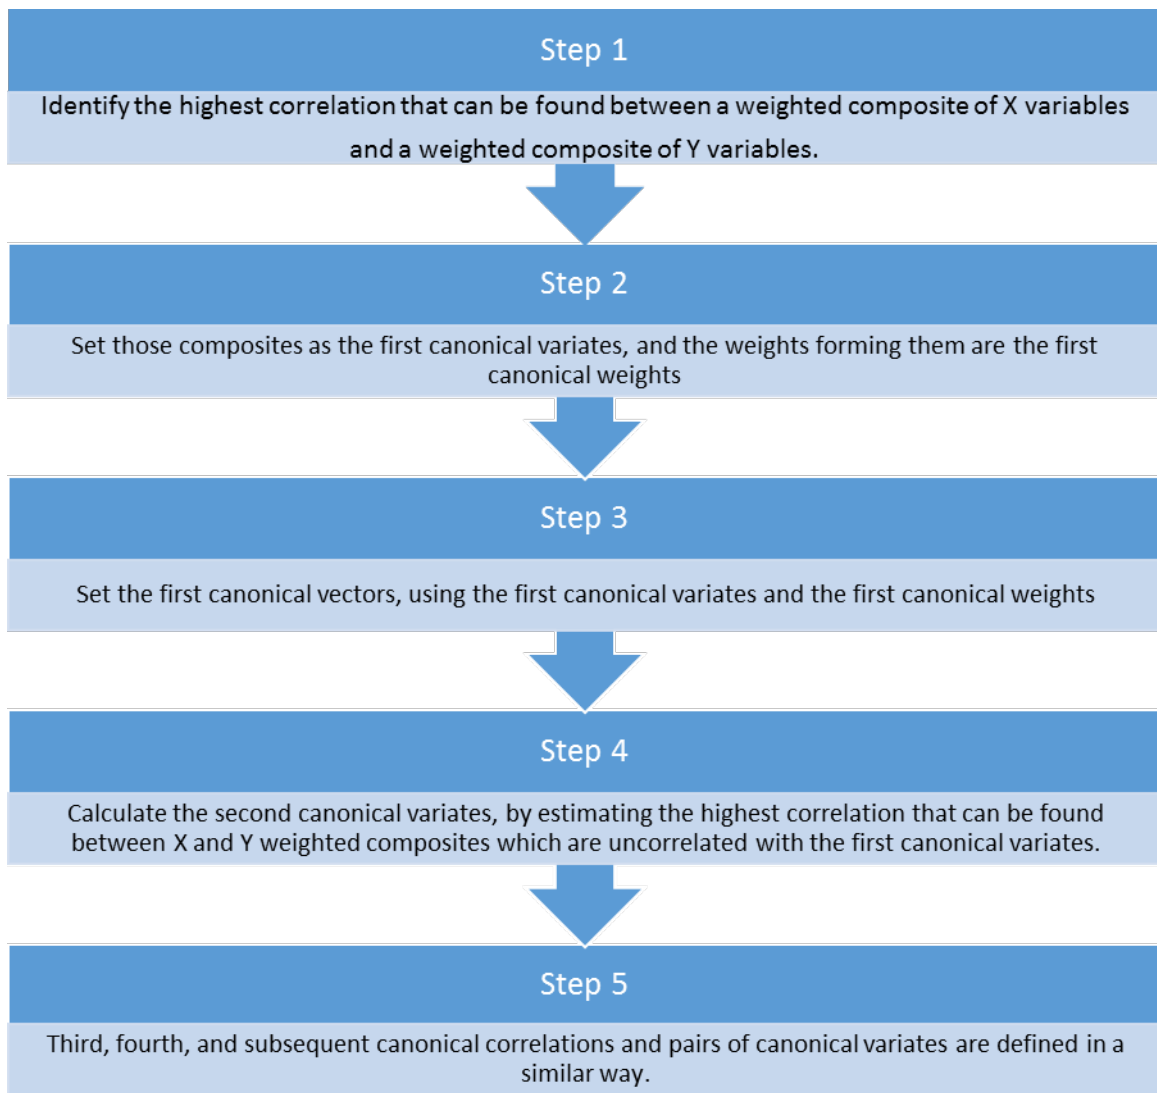 Step 1
Identify the highest correlation that can be found between a weighted composite of X variables
and a weighted composite of Y variables.
Step 2
Set those composites as the first canonical variates, and the weights forming them are the first
canonical weights
Step 3
Set the first canonical vectors, using the first canonical variates and the first canonical weights
Step 4
Calculate the second canonical variates, by estimating the highest correlation that can be found
between X and Y weighted composites which are uncorrelated with the first canonical variates.
Step 5
Third, fourth, and subsequent canonical correlations and pairs of canonical variates are defined in a
similar way.